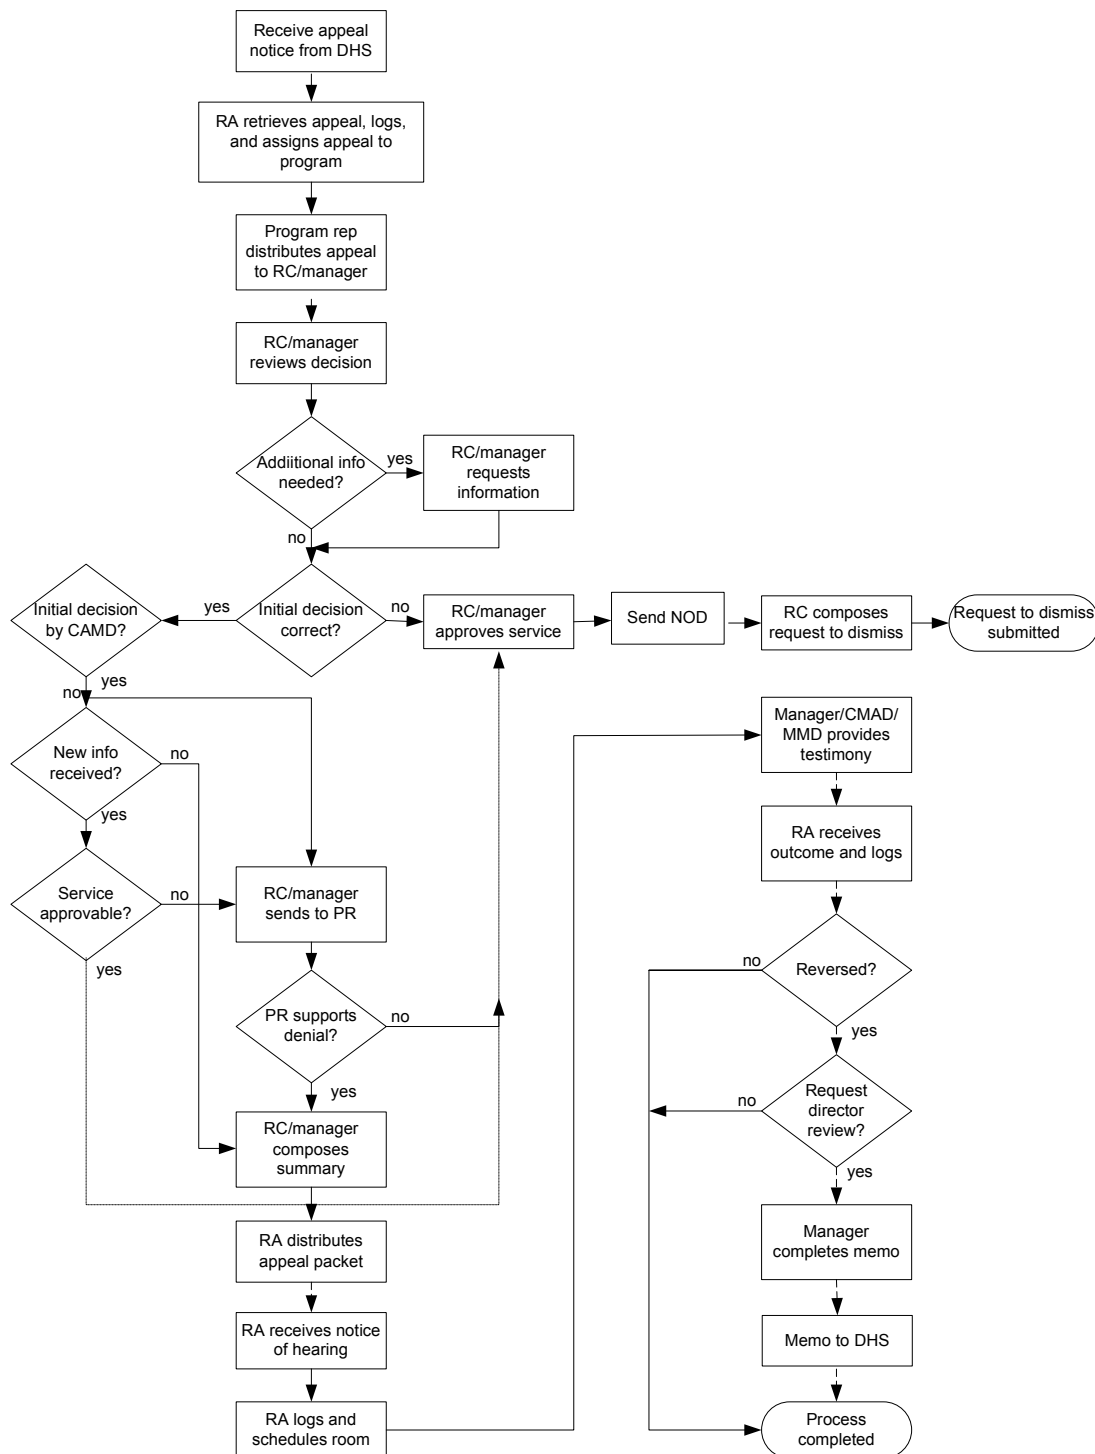 Receive appeal
notice from DHS
RA retrieves appeal, logs,
and assigns appeal to
program
Program rep
distributes appeal
to RC/manager
RC/manager
reviews decision
Addiitional info
needed?
yes
RC/manager
requests
information
no
Initial decision
by CAMD?
yes
Initial decision
correct?
no
RC/manager
approves service
Send NOD
RC composes
request to dismiss
Request to dismiss
submitted
no
yes
New info
received?
no
yes
Service
approvable?
no
yes
RC/manager
sends to PR
PR supports
denial?
no
yes
RC/manager
composes
summary
RA distributes
appeal packet
RA receives notice
of hearing
RA logs and
schedules room
Manager/CMAD/
MMD provides
testimony
RA receives
outcome and logs
no
Reversed?
yes
no
Request
director
review?
yes
Manager
completes memo
Memo to DHS
Process
completed